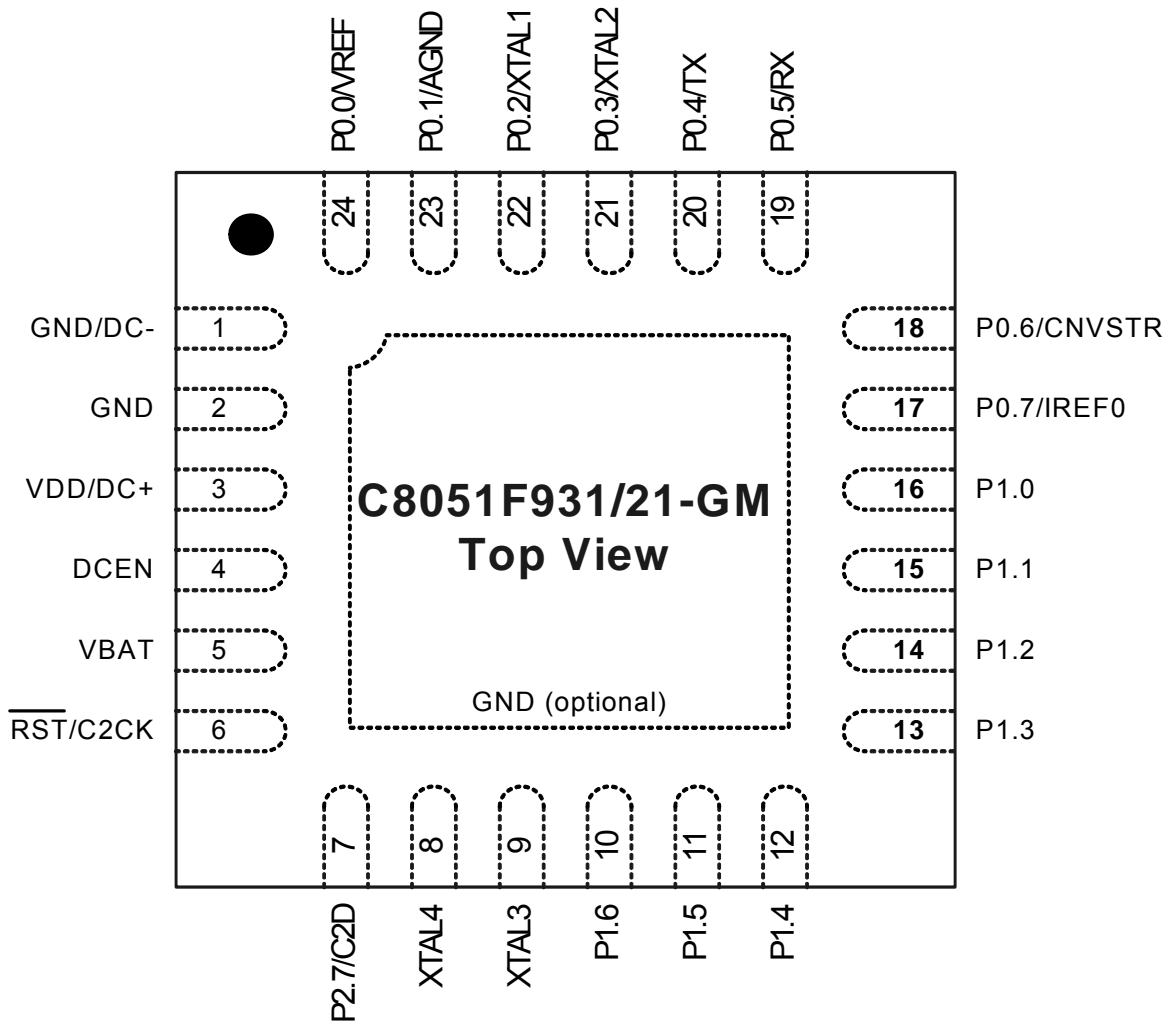 P0.0/VREF
P0.1/AGND
P0.2/XTAL1
P0.3/XTAL2
P0.4/TX
P0.5/RX
24
23
22
21
20
19
GND/DC-
1
18
P0.6/CNVSTR
GND
2
17
P0.7/IREF0
VDD/DC+
3
16
P1.0
C8051F931/21-GM
Top View
DCEN
4
15
P1.1
VBAT
5
14
P1.2
GND (optional)
RST/C2CK
6
13
P1.3
7
8
9
10
11
12
P2.7/C2D
XTAL4
XTAL3
P1.6
P1.5
P1.4